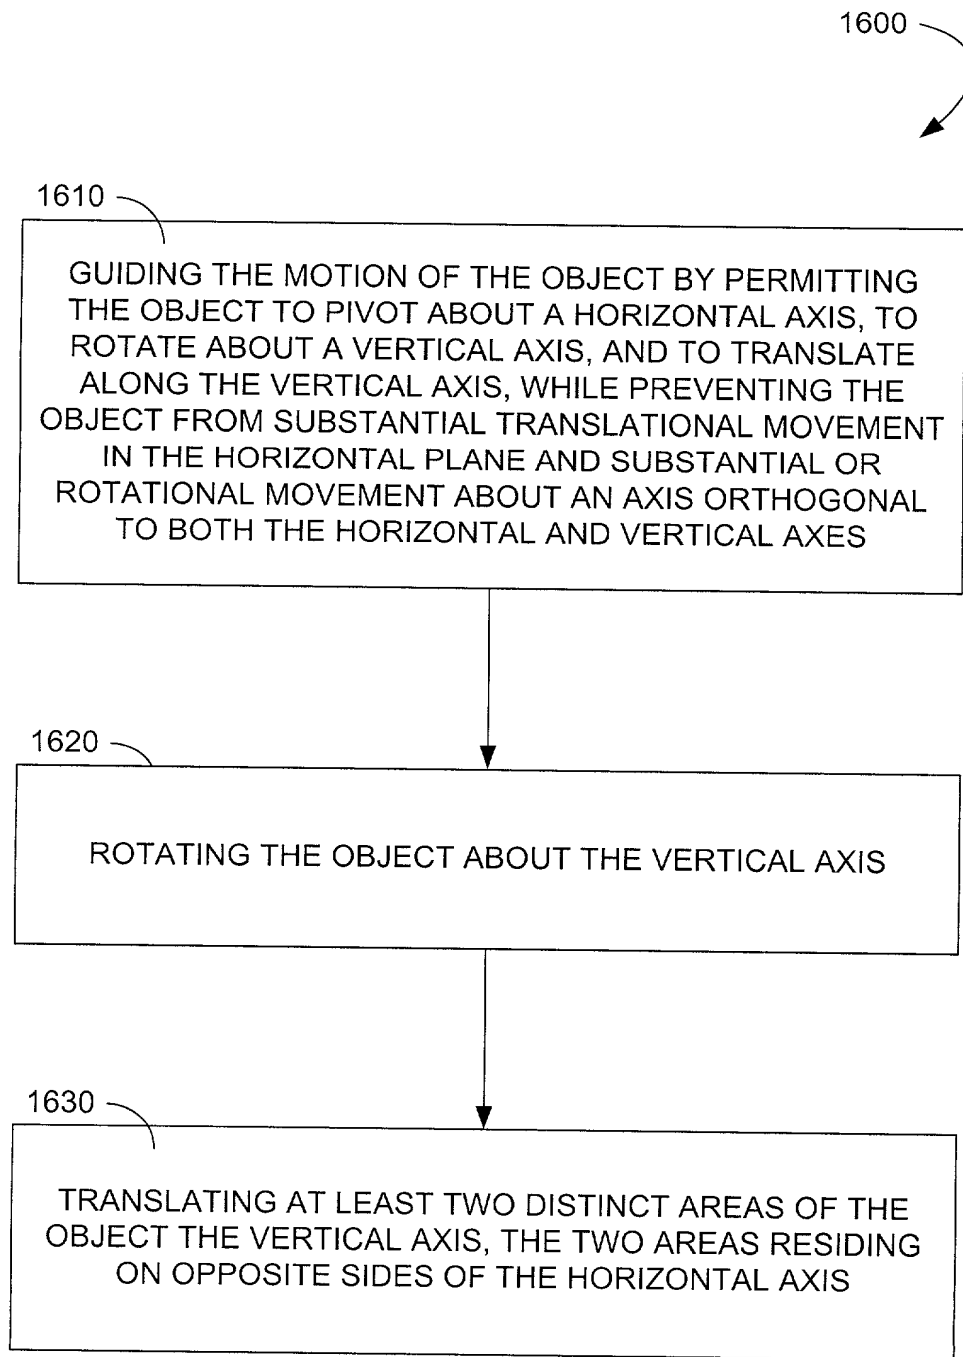 1600
1610
GUIDING THE MOTION OF THE OBJECT BY PERMITTING
THE OBJECT TO PIVOT ABOUT A HORIZONTAL AXIS, TO
ROTATE ABOUT A VERTICAL AXIS, AND TO TRANSLATE
ALONG THE VERTICAL AXIS, WHILE PREVENTING THE
OBJECT FROM SUBSTANTIAL TRANSLATIONAL MOVEMENT
IN THE HORIZONTAL PLANE AND SUBSTANTIAL OR
ROTATIONAL MOVEMENT ABOUT AN AXIS ORTHOGONAL
TO BOTH THE HORIZONTAL AND VERTICAL AXES
1620
ROTATING THE OBJECT ABOUT THE VERTICAL AXIS
1630
TRANSLATING AT LEAST TWO DISTINCT AREAS OF THE
OBJECT THE VERTICAL AXIS, THE TWO AREAS RESIDING
ON OPPOSITE SIDES OF THE HORIZONTAL AXIS